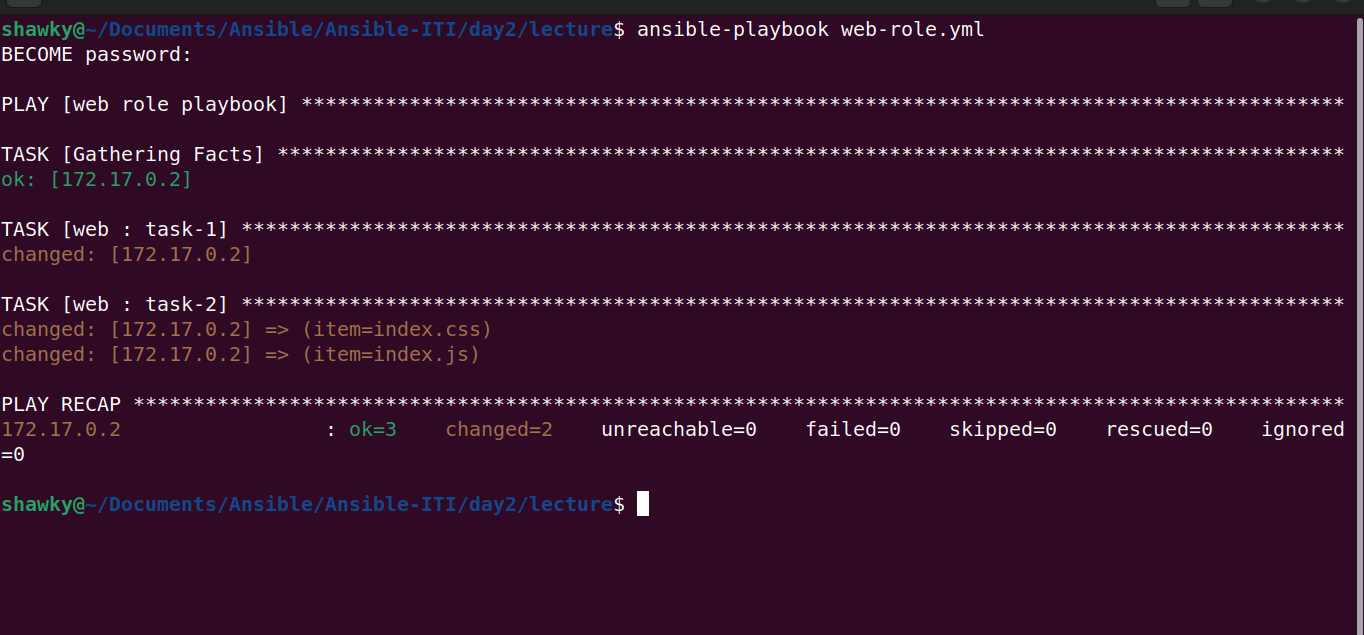 shawky@~/Documents/Ansible/Ansible-ITI/day2/lecture$ ansible-playbook web-role.yml
BECOME password:
PLAY [web role playbook] ***************************************************************************************
TASK [Gathering Facts] *****************************************************************************************
ok: [172.17.0.2]
TASK [web : task-1] ********************************************************************************************
changed: [172.17.0.2]
TASK [web : task-2] ********************************************************************************************
changed: [172.17.0.2] => (item=index.css)
changed: [172.17.0.2] => (item=index.js)
PLAY RECAP *****************************************************************************************************
172.17.0.2                 : ok=3    changed=2    unreachable=0    failed=0    skipped=0    rescued=0    ignored
=0
shawky@~/Documents/Ansible/Ansible-ITI/day2/lecture$